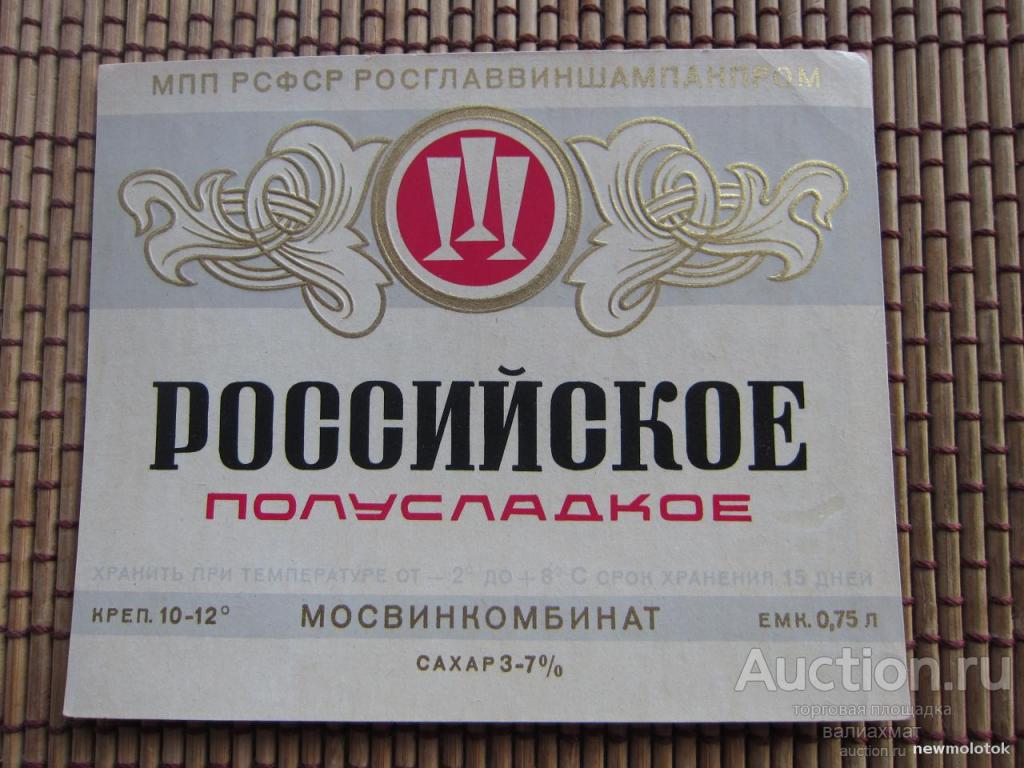 МПП РСФСР РОСГЛАВВИНШАМПАНПРОМ
РОССИЙСКОЕ
ПОЛУСЛАДКОЕ
ХРАНИТЬ ПРИ ТЕМПЕРАТУРЕ ОТ – 2° ДО + 8° С СРОК ХРАНЕНИЯ 15 ДНЕЙ
КРЕП. 10-12° МОСВИНКОМБИНАТ ЕМК. 0,75 Л
САХАР 3-7%
Auction.ru
торговая площадка
валиахмат
auction.ru newmolotok